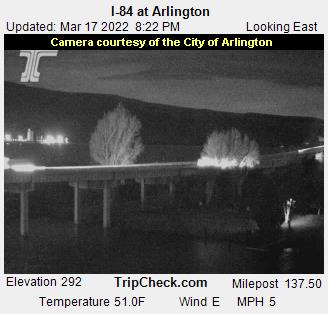 I-84 at Arlington
Updated: Mar 17 2022 8:22 PM Looking East
Camera courtesy of the City of Arlington
Elevation 292 TripCheck.com Milepost 137.50
Temperature 51.0F Wind E MPH 5